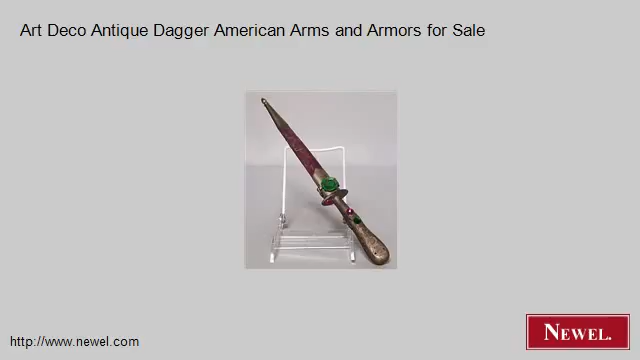 Art Deco Antique Dagger American Arms and Armors for Sale
http://www.newel.com
NEWEL.